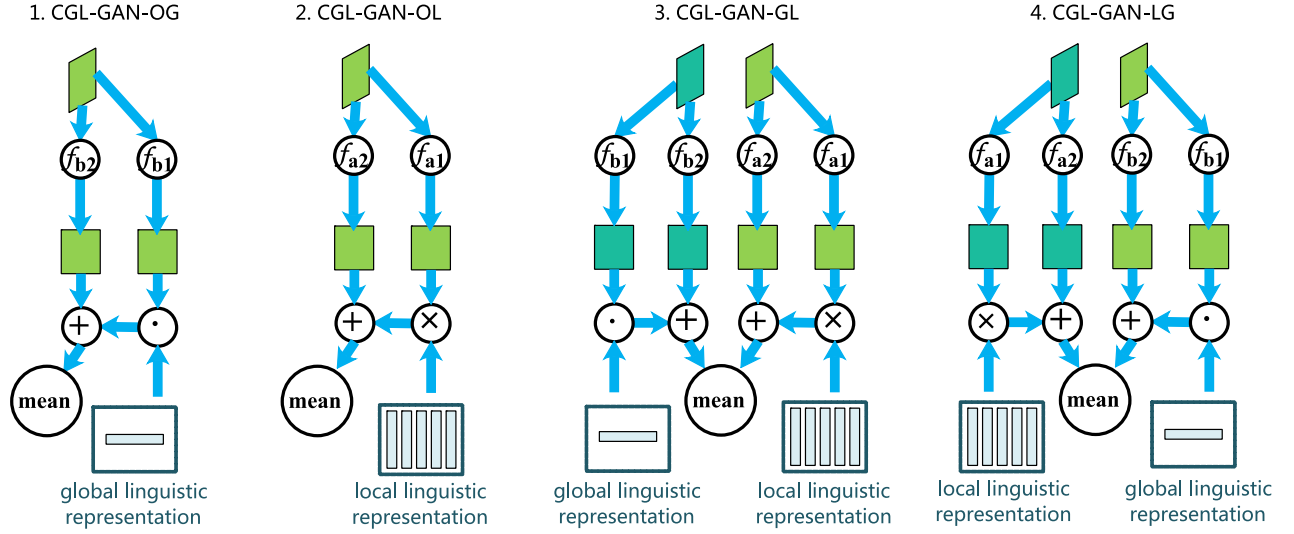 1. CGL-GAN-OG
2. CGL-GAN-OL
3. CGL-GAN-GL
4. CGL-GAN-LG
fb2
fb1
fa2
fa1
fb1
fb2
fa2
fa1
fa1
fa2
fb2
fb1
+
·
+
×
·
+
+
×
×
+
+
·
mean
mean
mean
mean
global linguistic
representation
local linguistic
representation
global linguistic
representation
local linguistic
representation
local linguistic
representation
global linguistic
representation